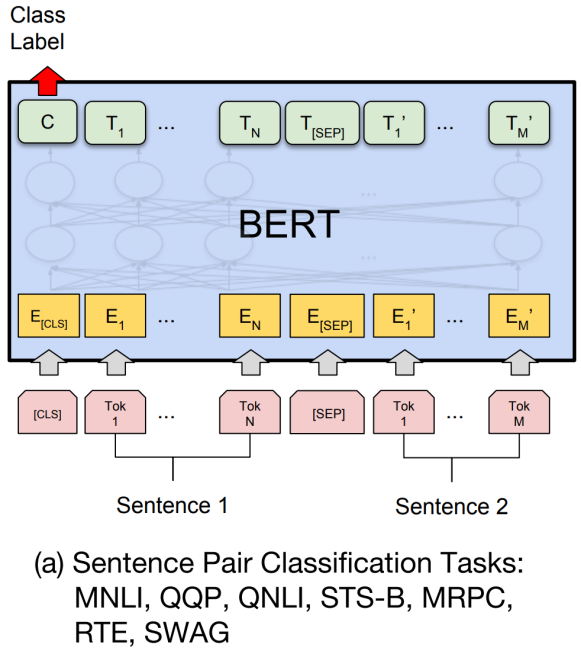 Class
Label
C T1 ... TN T[SEP] T1' ... TM'
...
BERT
...
E[CLS] E1 ... EN E[SEP] E1' ... EM'
[CLS] Tok 1 ... Tok N [SEP] Tok 1 ... Tok M
Sentence 1 Sentence 2
(a) Sentence Pair Classification Tasks:
MNLI, QQP, QNLI, STS-B, MRPC,
RTE, SWAG